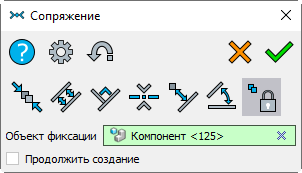 Сопряжение
Объект фиксации Компонент <125>
Продолжить создание